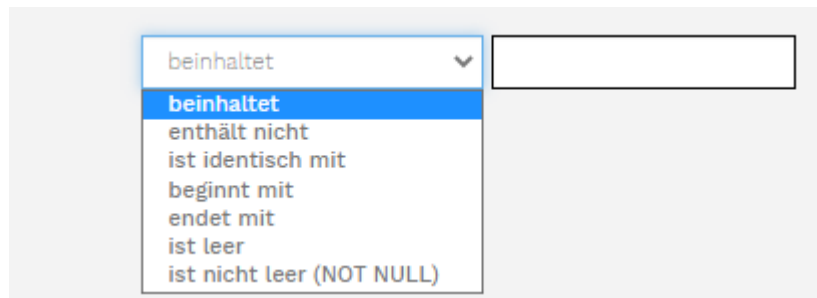 beinhaltet
beinhaltet
enthält nicht
ist identisch mit
beginnt mit
endet mit
ist leer
ist nicht leer (NOT NULL)